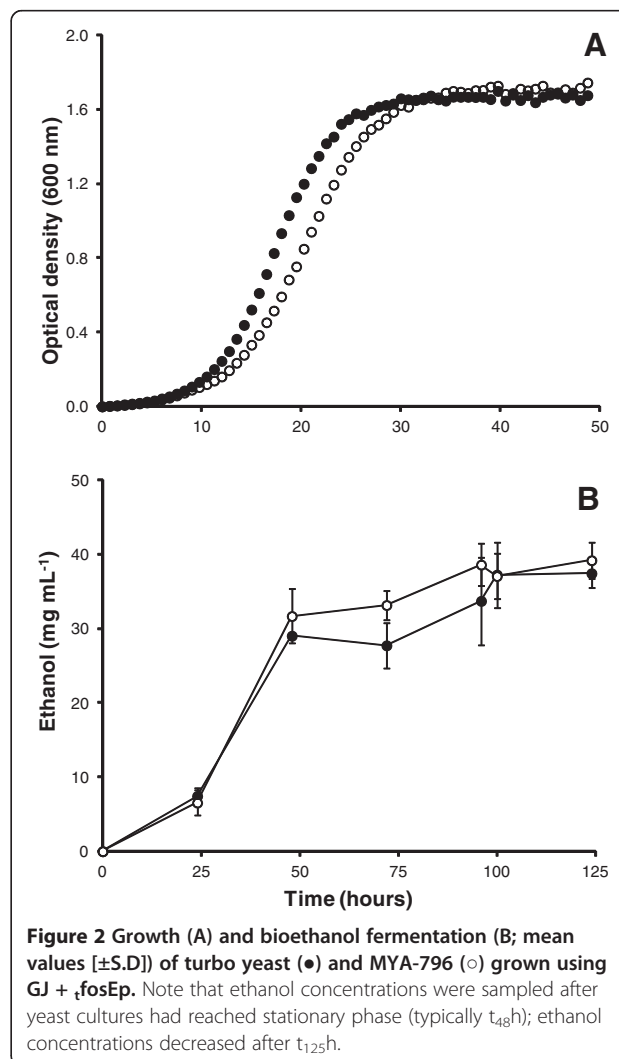 A
Optical density (600 nm)
1.6
1.2
0.8
0.4
0.0
0 10 20 30 40 50
B
Ethanol (mg mL-1)
50
40
30
20
10
0
0 25 50 75 100 125
Time (hours)
Figure 2 Growth (A) and bioethanol fermentation (B; mean
values [±S.D]) of turbo yeast (●) and MYA-796 (○) grown using
GJ + tfosEp. Note that ethanol concentrations were sampled after
yeast cultures had reached stationary phase (typically t48h); ethanol
concentrations decreased after t125h.